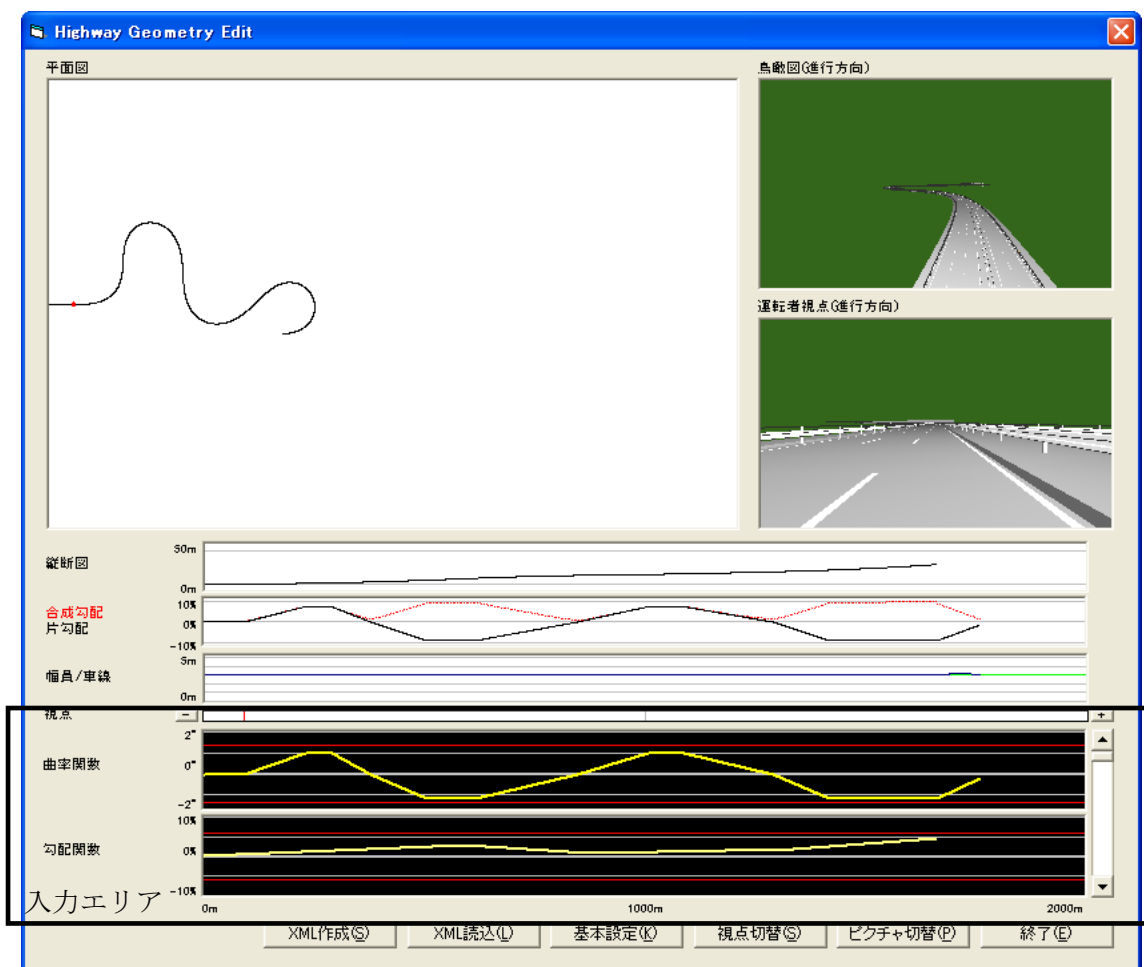 Highway Geometry Edit
平面図
鳥瞰図(進行方向)
運転者視点(進行方向)
縦断図
50m
0m
合成勾配
片勾配
10%
0%
-10%
幅員/車線
5m
0m
視点
-
+
曲率関数
2°
0°
-2°
勾配関数
10%
0%
-10%
入力エリア
0m
1000m
2000m
XML作成(S)
XML読込(L)
基本設定(K)
視点切替(S)
ピクチャ切替(P)
終了(E)